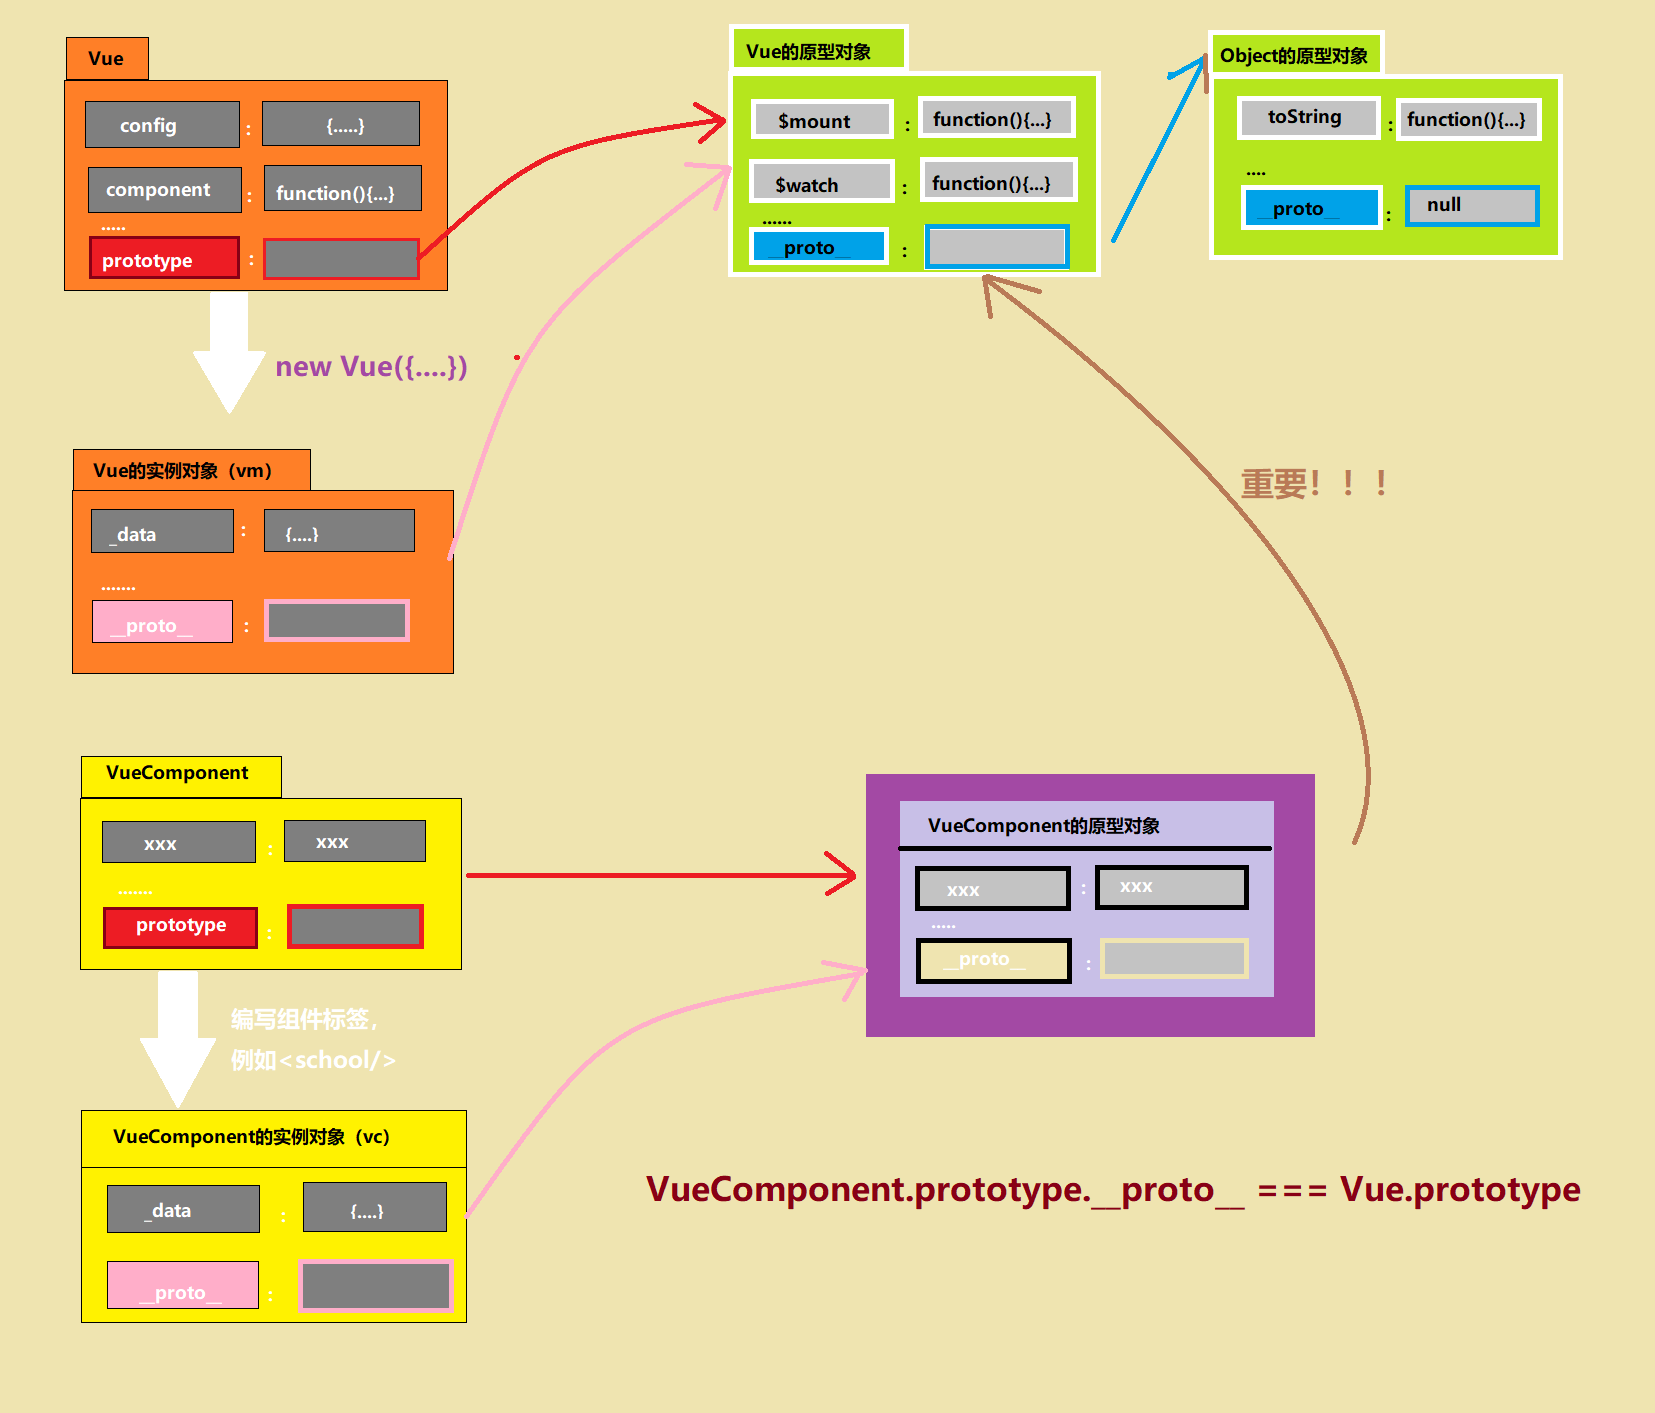 Vue
config : {.....}
component : function(){...}
.....
prototype :
new Vue({....})
Vue的原型对象
$mount : function(){...}
$watch : function(){...}
......
__proto__ :
Object的原型对象
toString : function(){...}
....
__proto__ : null
Vue的实例对象（vm）
_data : {....}
.......
__proto__ :
重要！！！
VueComponent
xxx : xxx
.......
prototype :
编写组件标签，
例如<school/>
VueComponent的原型对象
xxx : xxx
.....
__proto__ :
VueComponent的实例对象（vc）
_data : {....}
__proto__ :
VueComponent.prototype.__proto__ === Vue.prototype